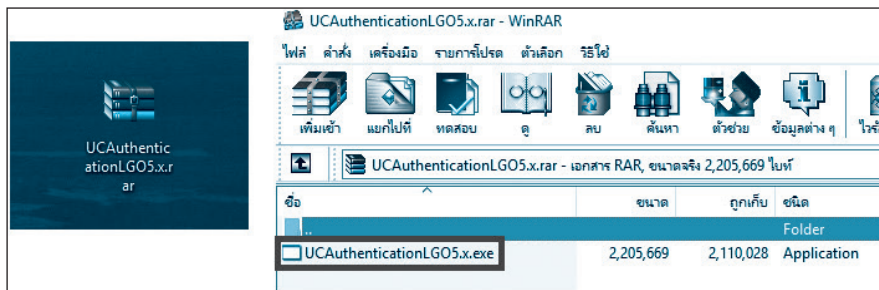 UCAuthentic
ationLGO5.x.r
ar
UCAuthenticationLGO5.x.rar - WinRAR
ไฟล์ คำสั่ง เครื่องมือ รายการโปรด ตัวเลือก วิธีใช้
เพิ่มเข้า แยกไปที่ ทดสอบ ดู ลบ ค้นหา ตัวช่วย ข้อมูลต่าง ๆ
UCAuthenticationLGO5.x.rar - เอกสาร RAR, ขนาดจริง 2,205,669 ไบท์
ชื่อ ขนาด ถูกเก็บ ชนิด
.. Folder
UCAuthenticationLGO5.x.exe 2,205,669 2,110,028 Application